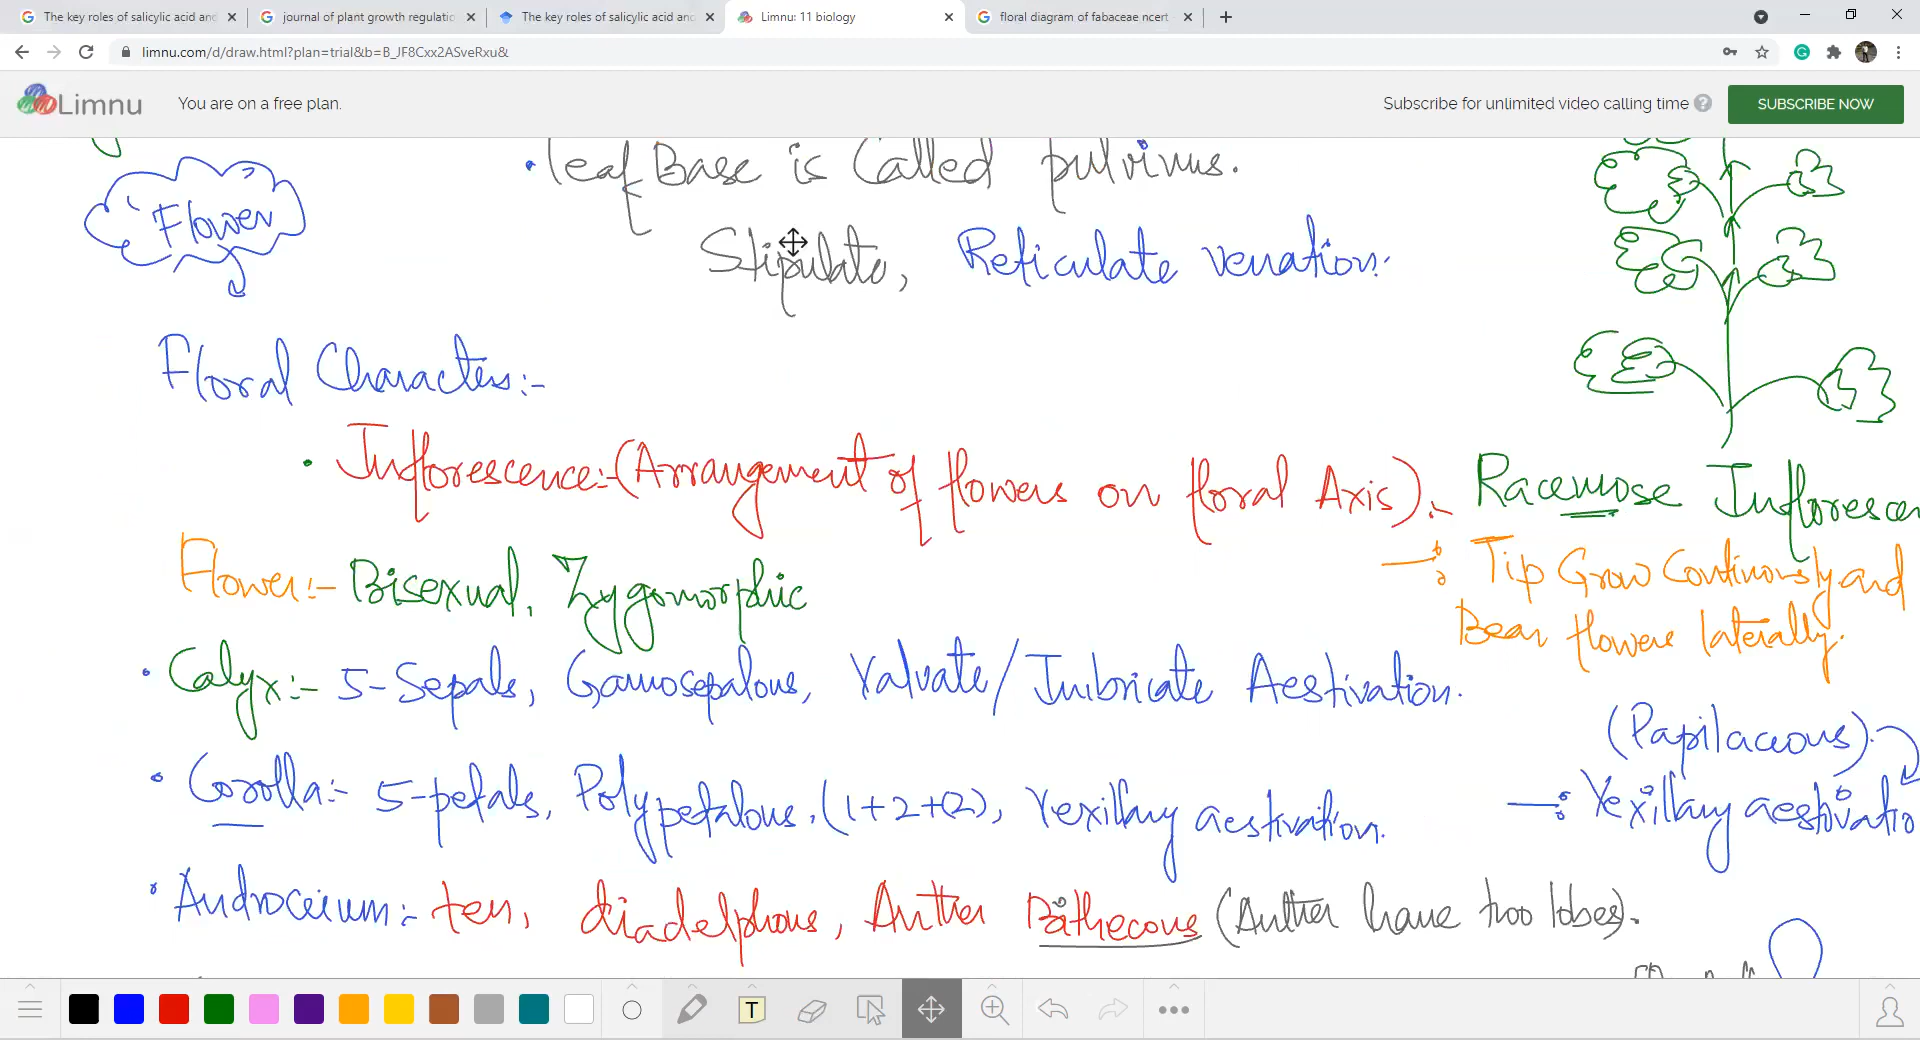 The key roles of salicylic acid and
journal of plant growth regulatio
The key roles of salicylic acid and
Limnu: 11 biology
floral diagram of fabaceae ncert
limnu.com/d/draw.html?plan=trial&b=B_JF8Cxx2ASveRxu&
Limnu
You are on a free plan.
Subscribe for unlimited video calling time ?
SUBSCRIBE NOW
• leaf Base is Called pulvinus.
Flower
Stipulate, Reticulate venation.
Floral Characters:-
• Inflorescence:-(Arrangement of flowers on floral Axis).- Racemose Inflorescen
Flower:- Bisexual, Zygomorphic
→ Tip Grow Continously and
Bear flowers laterally.
• Calyx:- 5-Sepals, Gamosepalous, Valvate/Imbricate Aestivation.
(Papilaceous).
• Corolla:- 5-petals, Polypetalous, (1+2+(2), Vexillary aestivation.
→ Vexillary aestivatio
• Androceium:- ten, diadelphous, Anther Bithecous (Anther have two lobes).
T